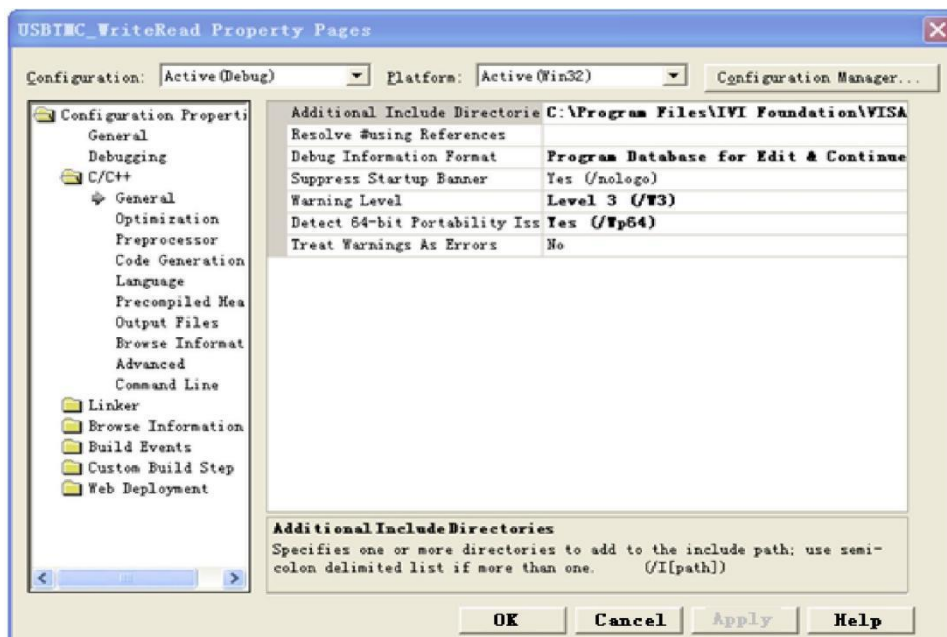 USBTMC_WriteRead Property Pages
Configuration: Active(Debug) Platform: Active(Win32) Configuration Manager...
Configuration Properti
General
Debugging
C/C++
General
Optimization
Preprocessor
Code Generation
Language
Precompiled Hea
Output Files
Browse Informat
Advanced
Command Line
Linker
Browse Information
Build Events
Custom Build Step
Web Deployment
Additional Include Directorie C:\Program Files\IVI Foundation\VISA
Resolve #using References
Debug Information Format Program Database for Edit & Continue
Suppress Startup Banner Yes (/nologo)
Warning Level Level 3 (/W3)
Detect 64-bit Portability Iss Yes (/Wp64)
Treat Warnings As Errors No
Additional Include Directories
Specifies one or more directories to add to the include path; use semi-
colon delimited list if more than one. (/I[path])
OK Cancel Apply Help